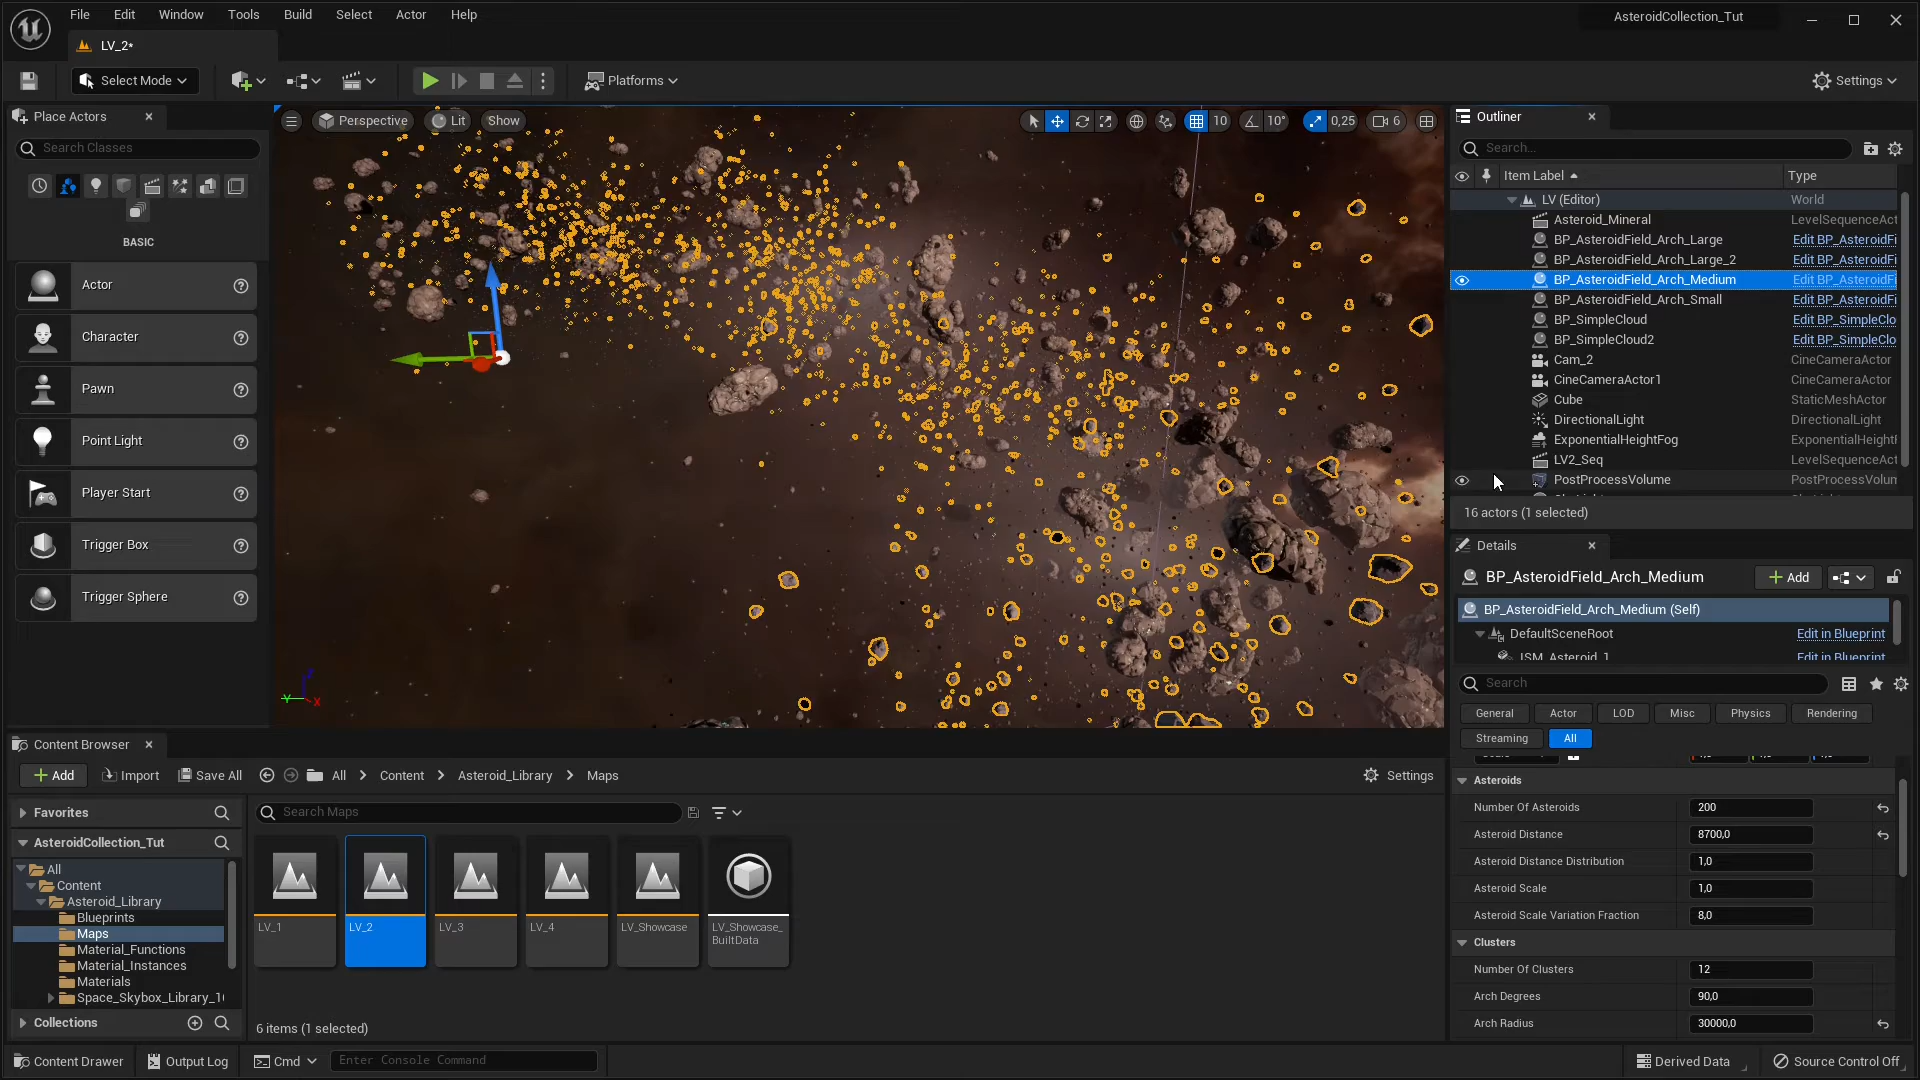 File Edit Window Tools Build Select Actor Help
AsteroidCollection_Tut
LV_2*
Select Mode
Platforms
Settings
Place Actors
Search Classes
BASIC
Actor
Character
Pawn
Point Light
Player Start
Trigger Box
Trigger Sphere
Perspective Lit Show
10 10° 0,25 6
Outliner
Search...
Item Label Type
LV (Editor) World
Asteroid_Mineral LevelSequenceAct
BP_AsteroidField_Arch_Large Edit BP_AsteroidFi
BP_AsteroidField_Arch_Large_2 Edit BP_AsteroidFi
BP_AsteroidField_Arch_Medium Edit BP_AsteroidFi
BP_AsteroidField_Arch_Small Edit BP_AsteroidFi
BP_SimpleCloud Edit BP_SimpleClo
BP_SimpleCloud2 Edit BP_SimpleClo
Cam_2 CineCameraActor
CineCameraActor1 CineCameraActor
Cube StaticMeshActor
DirectionalLight DirectionalLight
ExponentialHeightFog ExponentialHeightF
LV2_Seq LevelSequenceAct
PostProcessVolume PostProcessVolum
16 actors (1 selected)
Details
BP_AsteroidField_Arch_Medium
Add
BP_AsteroidField_Arch_Medium (Self)
DefaultSceneRoot Edit in Blueprint
ISM_Asteroid_1 Edit in Blueprint
Search
General Actor LOD Misc Physics Rendering
Streaming All
Asteroids
Number Of Asteroids 200
Asteroid Distance 8700,0
Asteroid Distance Distribution 1,0
Asteroid Scale 1,0
Asteroid Scale Variation Fraction 8,0
Clusters
Number Of Clusters 12
Arch Degrees 90,0
Arch Radius 30000,0
Content Browser
Add Import Save All All Content Asteroid_Library Maps Settings
Favorites
AsteroidCollection_Tut
All
Content
Asteroid_Library
Blueprints
Maps
Material_Functions
Material_Instances
Materials
Space_Skybox_Library_1
Collections
Search Maps
LV_1
LV_2
LV_3
LV_4
LV_Showcase
LV_Showcase_
BuiltData
6 items (1 selected)
Content Drawer Output Log Cmd Enter Console Command Derived Data Source Control Off